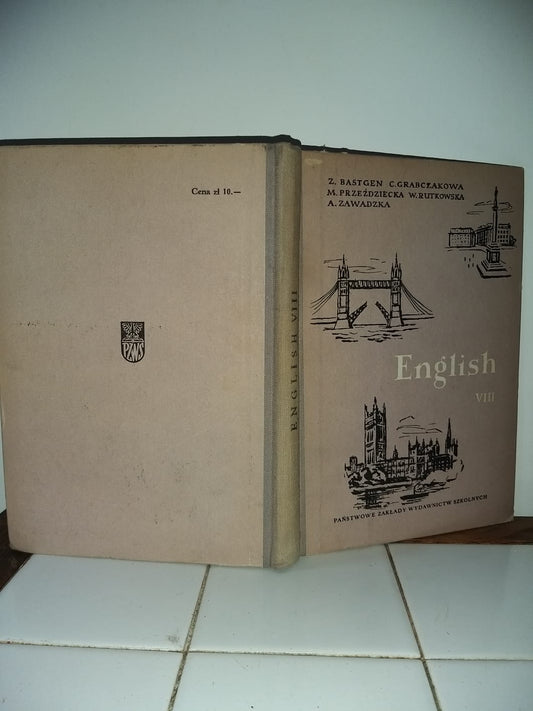 Cena zł 10.—
PZWS
ENGLISH VIII
Z. BASTGEN C. GRABCZAKOWA
M. PRZEŹDZIECKA W. RUTKOWSKA
A. ZAWADZKA
English
VIII
PAŃSTWOWE ZAKŁADY WYDAWNICTW SZKOLNYCH